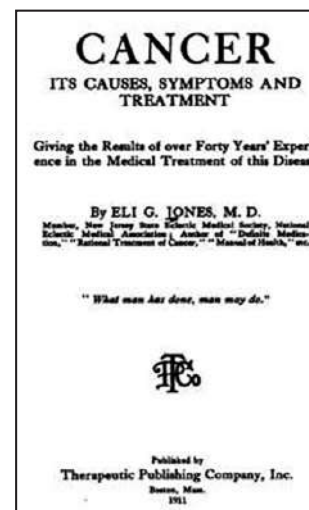 CANCER
ITS CAUSES, SYMPTOMS AND
TREATMENT
Giving the Results of over Forty Years' Exper-
ence in the Medical Treatment of this Diseas
By ELI G. JONES, M. D.
Member, New Jersey State Eclectic Medical Society, National
Eclectic Medical Association; Author of "Definite Medica-
tion," "Rational Treatment of Cancer," "Manual of Health," etc.
"What man has done, man may do."
TPCo
Published by
Therapeutic Publishing Company, Inc.
Boston, Mass.
1911